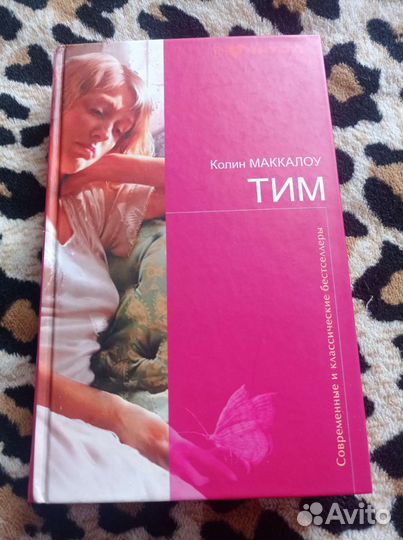 Колин МАККАЛОУ
ТИМ
Современные и классические бестселлеры
Avito